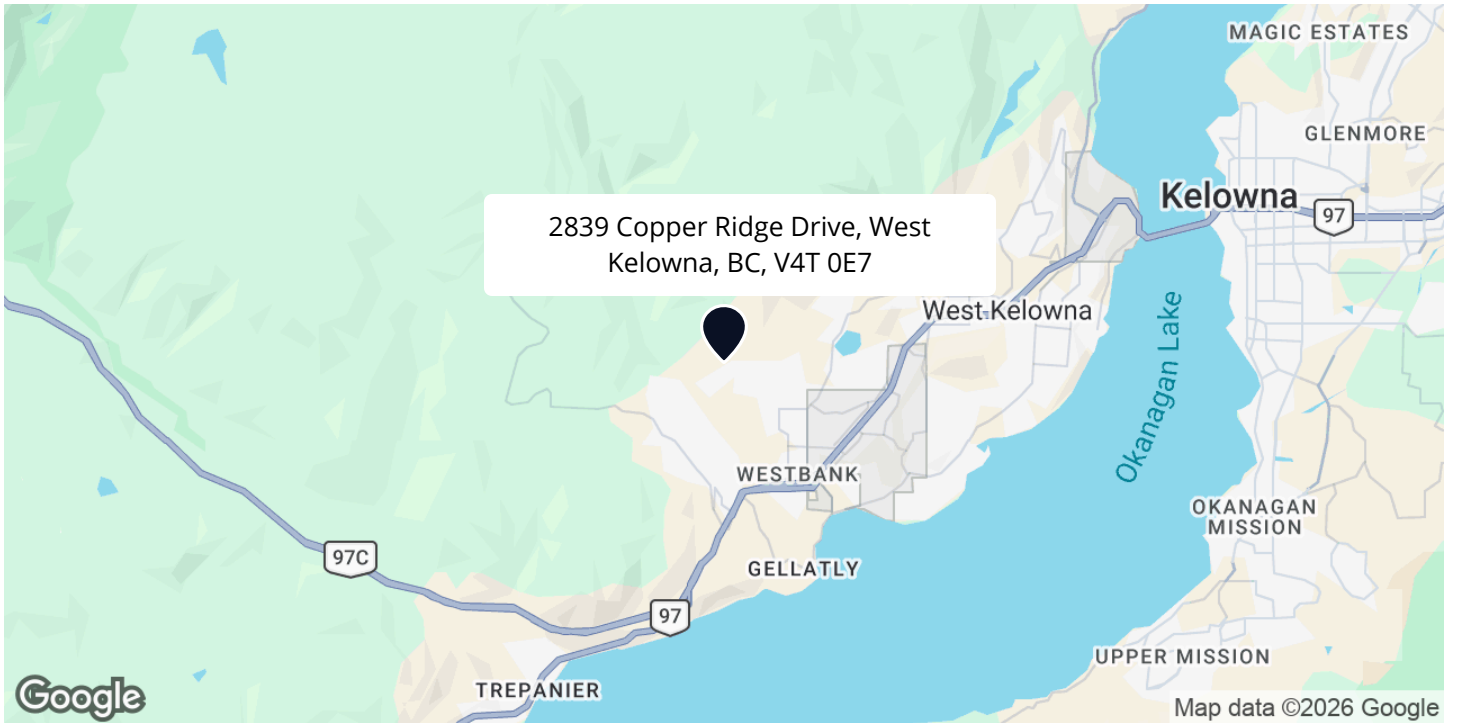 MAGIC ESTATES
GLENMORE
Kelowna
97
2839 Copper Ridge Drive, West
Kelowna, BC, V4T 0E7
West Kelowna
Okanagan Lake
WESTBANK
OKANAGAN
MISSION
97C
GELLATLY
97
UPPER MISSION
TREPANIER
Google
Map data ©2026 Google